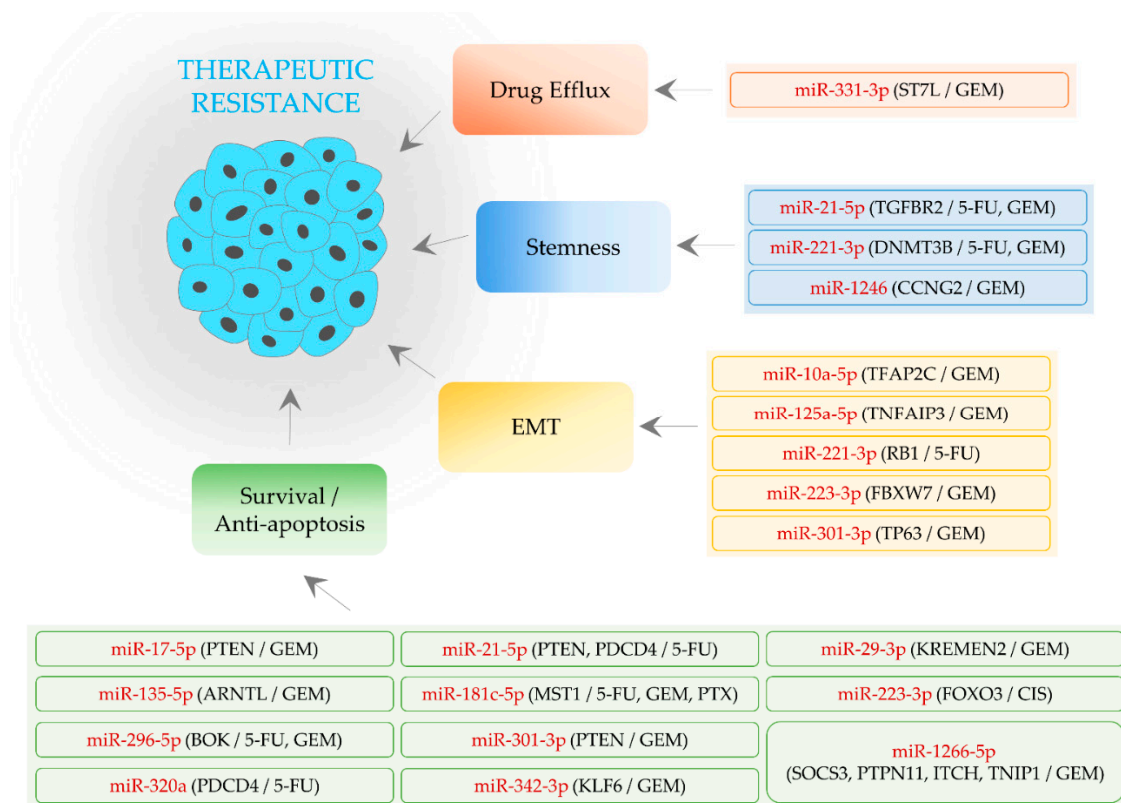 THERAPEUTIC
RESISTANCE
Drug Efflux
miR-331-3p (ST7L / GEM)
Stemness
miR-21-5p (TGFBR2 / 5-FU, GEM)
miR-221-3p (DNMT3B / 5-FU, GEM)
miR-1246 (CCNG2 / GEM)
EMT
miR-10a-5p (TFAP2C / GEM)
miR-125a-5p (TNFAIP3 / GEM)
miR-221-3p (RB1 / 5-FU)
miR-223-3p (FBXW7 / GEM)
miR-301-3p (TP63 / GEM)
Survival /
Anti-apoptosis
miR-17-5p (PTEN / GEM)
miR-21-5p (PTEN, PDCD4 / 5-FU)
miR-29-3p (KREMEN2 / GEM)
miR-135-5p (ARNTL / GEM)
miR-181c-5p (MST1 / 5-FU, GEM, PTX)
miR-223-3p (FOXO3 / CIS)
miR-296-5p (BOK / 5-FU, GEM)
miR-301-3p (PTEN / GEM)
miR-1266-5p
(SOCS3, PTPN11, ITCH, TNIP1 / GEM)
miR-320a (PDCD4 / 5-FU)
miR-342-3p (KLF6 / GEM)